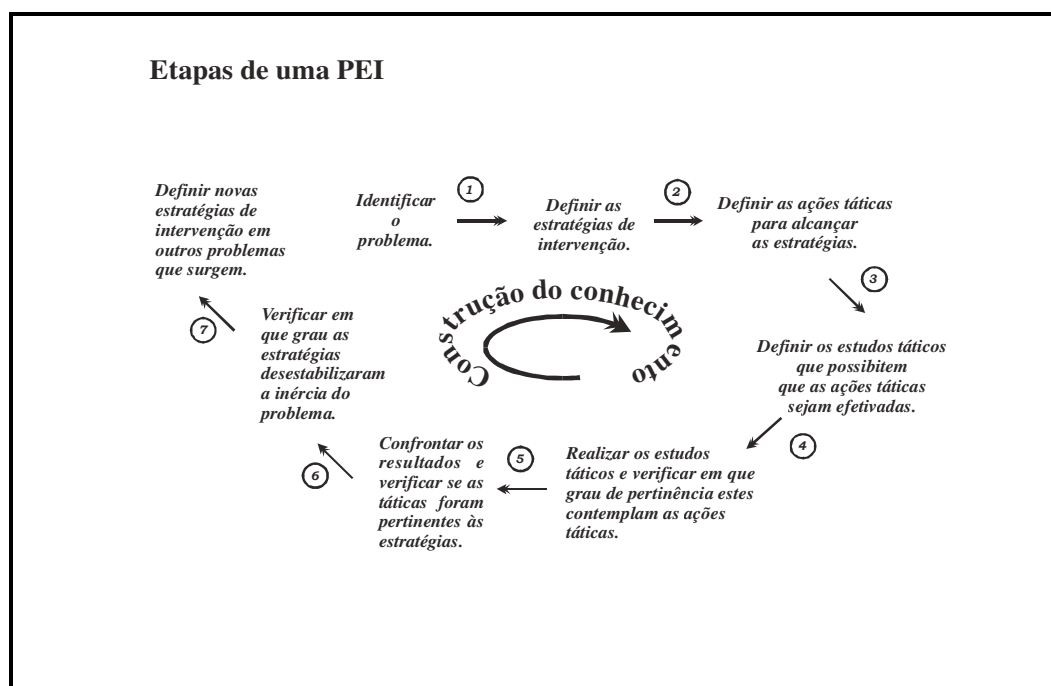 Etapas de uma PEI
Identificar
o
problema.
1
Definir as
estratégias de
intervenção.
2
Definir as ações táticas
para alcançar
as estratégias.
3
Definir os estudos táticos
que possibitem
que as ações táticas
sejam efetivadas.
4
Realizar os estudos
táticos e verificar em que
grau de pertinência estes
contemplam as ações
táticas.
5
Confrontar os
resultados e
verificar se as
táticas foram
pertinentes às
estratégias.
6
Verificar em
que grau as
estratégias
desestabilizaram
a inércia do
problema.
7
Definir novas
estratégias de
intervenção em
outros problemas
que surgem.
Construção do conhecimento